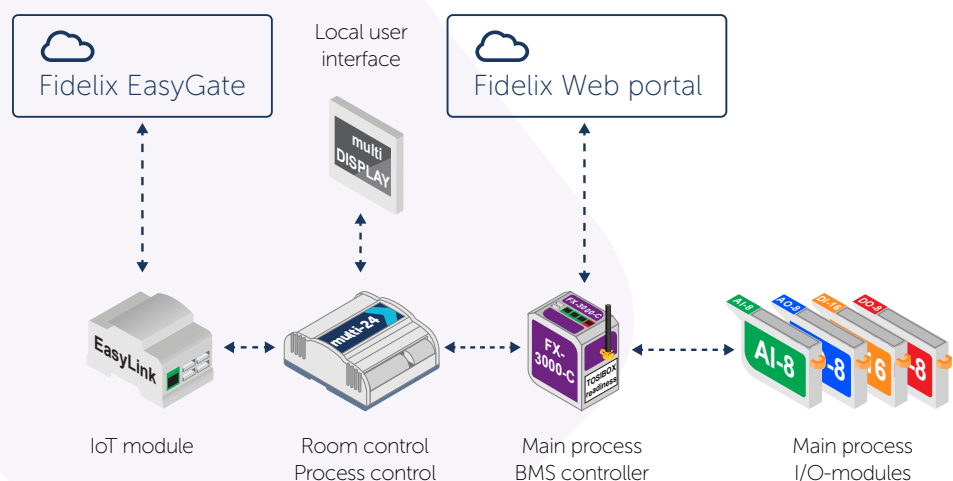 Fidelix EasyGate
Local user
interface
Fidelix Web portal
multi
DISPLAY
EasyLink
multi-24
FX-3000-C
FX-
3000-C
TOSIBOX
readiness
AI-8
AO-8
DI-16
DO-8
AI-8
-8
16
-8
IoT module
Room control
Process control
Main process
BMS controller
Main process
I/O-modules